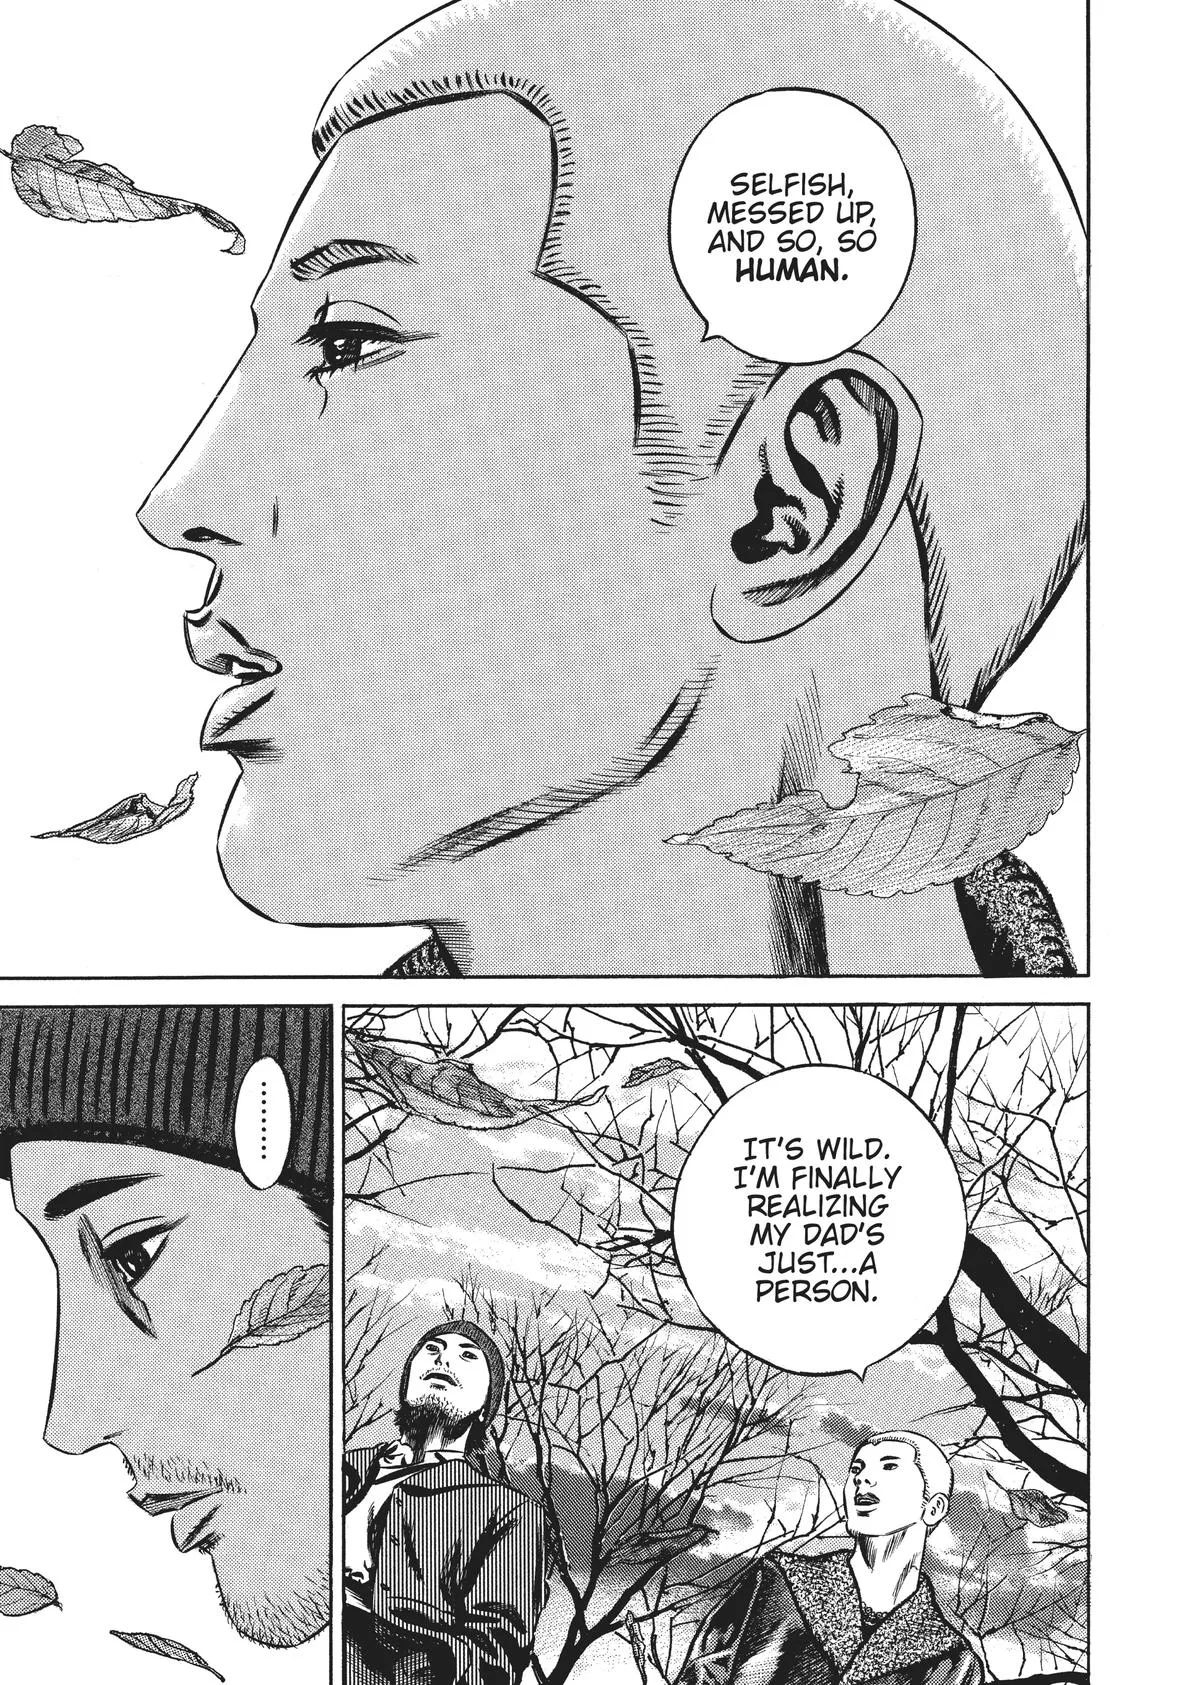 SELFISH,
MESSED UP,
AND SO, SO
HUMAN.
IT'S WILD.
I'M FINALLY
REALIZING
MY DAD'S
JUST...A
PERSON.
........